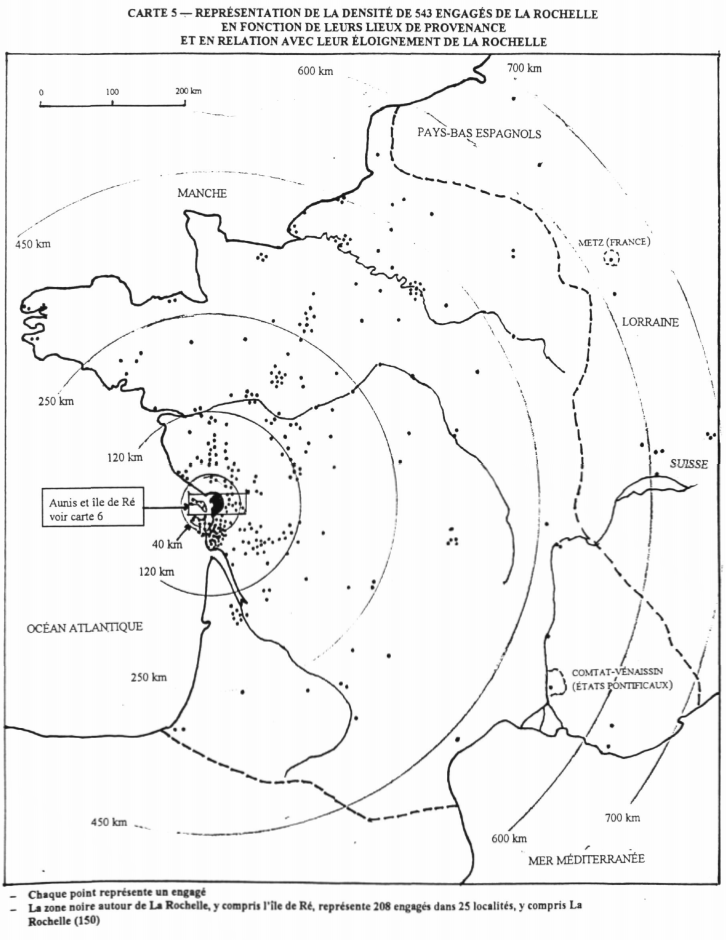 CARTE 5 — REPRÉSENTATION DE LA DENSITÉ DE 543 ENGAGÉS DE LA ROCHELLE
EN FONCTION DE LEURS LIEUX DE PROVENANCE
ET EN RELATION AVEC LEUR ÉLOIGNEMENT DE LA ROCHELLE
600 km
700 km
0 100 200 km
PAYS-BAS ESPAGNOLS
MANCHE
450 km
METZ (FRANCE)
LORRAINE
250 km
120 km
SUISSE
Aunis et île de Ré
voir carte 6
40 km
120 km
OCÉAN ATLANTIQUE
250 km
COMTAT-VÉNAISSIN
(ÉTATS PONTIFICAUX)
450 km
700 km
600 km
MER MÉDITERRANÉE
– Chaque point représente un engagé
– La zone noire autour de La Rochelle, y compris l'île de Ré, représente 208 engagés dans 25 localités, y compris La
Rochelle (150)